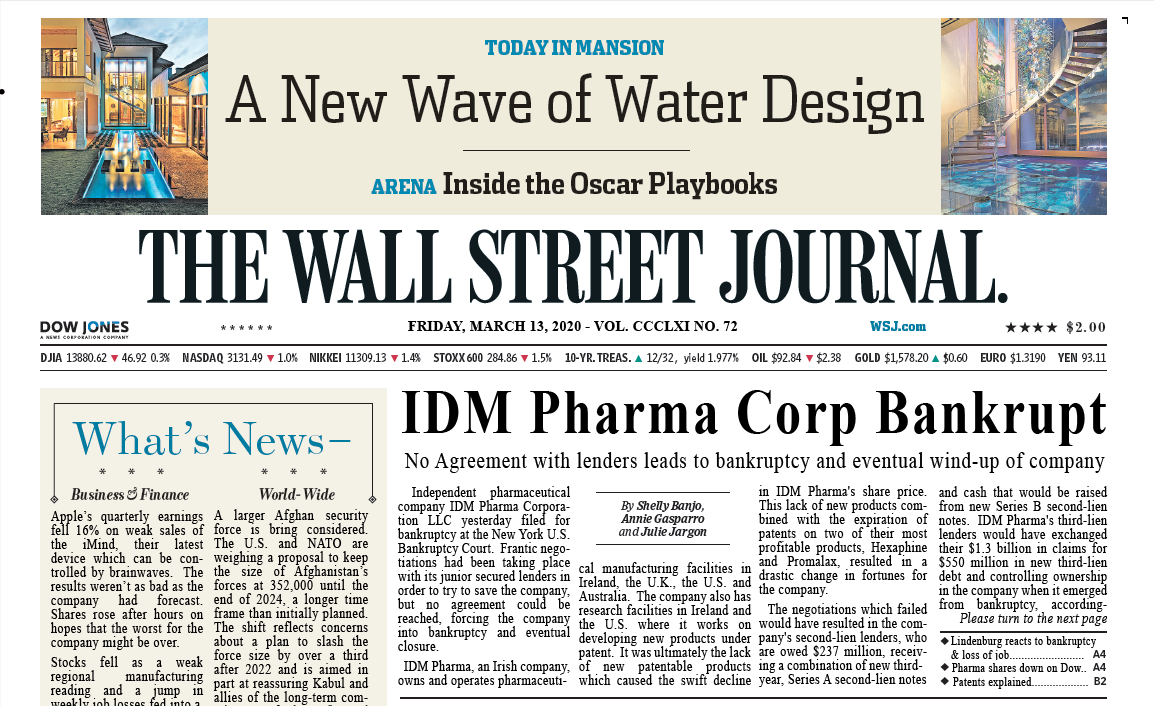 TODAY IN MANSION
A New Wave of Water Design
ARENA Inside the Oscar Playbooks
THE WALL STREET JOURNAL.
DOW JONES
A NEWS CORPORATION COMPANY
* * * * * *
FRIDAY, MARCH 13, 2020 - VOL. CCCLXI NO. 72
WSJ.com
★★★★ $2.00
DJIA 13880.62 ▼ 46.92 0.3% NASDAQ 3131.49 ▼ 1.0% NIKKEI 11309.13 ▼ 1.4% STOXX 600 284.86 ▼ 1.5% 10-YR. TREAS. ▲ 12/32, yield 1.977% OIL $92.84 ▼ $2.38 GOLD $1,578.20 ▲ $0.60 EURO $1.3190 YEN 93.11
What's News–
* * *
* * *
Business & Finance
World-Wide
Apple's quarterly earnings
fell 16% on weak sales of
the iMind, their latest
device which can be con-
trolled by brainwaves. The
results weren't as bad as the
company had forecast.
Shares rose after hours on
hopes that the worst for the
company might be over.
Stocks fell as a weak
regional manufacturing
reading and a jump in
weekly job losses fed into a
A larger Afghan security
force is bring considered.
The U.S. and NATO are
weighing a proposal to keep
the size of Afghanistan's
forces at 352,000 until the
end of 2024, a longer time
frame than initially planned.
The shift reflects concerns
about a plan to slash the
force size by over a third
after 2022 and is aimed in
part at reassuring Kabul and
allies of the long-term com-
IDM Pharma Corp Bankrupt
No Agreement with lenders leads to bankruptcy and eventual wind-up of company
Independent pharmaceutical
company IDM Pharma Corpora-
tion LLC yesterday filed for
bankruptcy at the New York U.S.
Bankruptcy Court. Frantic nego-
tiations had been taking place
with its junior secured lenders in
order to try to save the company,
but no agreement could be
reached, forcing the company
into bankruptcy and eventual
closure.
IDM Pharma, an Irish company,
owns and operates pharmaceuti-
By Shelly Banjo,
Annie Gasparro
and Julie Jargon
cal manufacturing facilities in
Ireland, the U.K., the U.S. and
Australia. The company also has
research facilities in Ireland and
the U.S. where it works on
developing new products under
patent. It was ultimately the lack
of new patentable products
which caused the swift decline
in IDM Pharma's share price.
This lack of new products com-
bined with the expiration of
patents on two of their most
profitable products, Hexaphine
and Promalax, resulted in a
drastic change in fortunes for
the company.
The negotiations which failed
would have resulted in the com-
pany's second-lien lenders, who
are owed $237 million, receiv-
ing a combination of new third-
year, Series A second-lien notes
and cash that would be raised
from new Series B second-lien
notes. IDM Pharma's third-lien
lenders would have exchanged
their $1.3 billion in claims for
$550 million in new third-lien
debt and controlling ownership
in the company when it emerged
from bankruptcy, according-
Please turn to the next page
◆ Lindenburg reacts to bankruptcy
& loss of job........................... A4
◆ Pharma shares down on Dow.. A4
◆ Patents explained................... B2